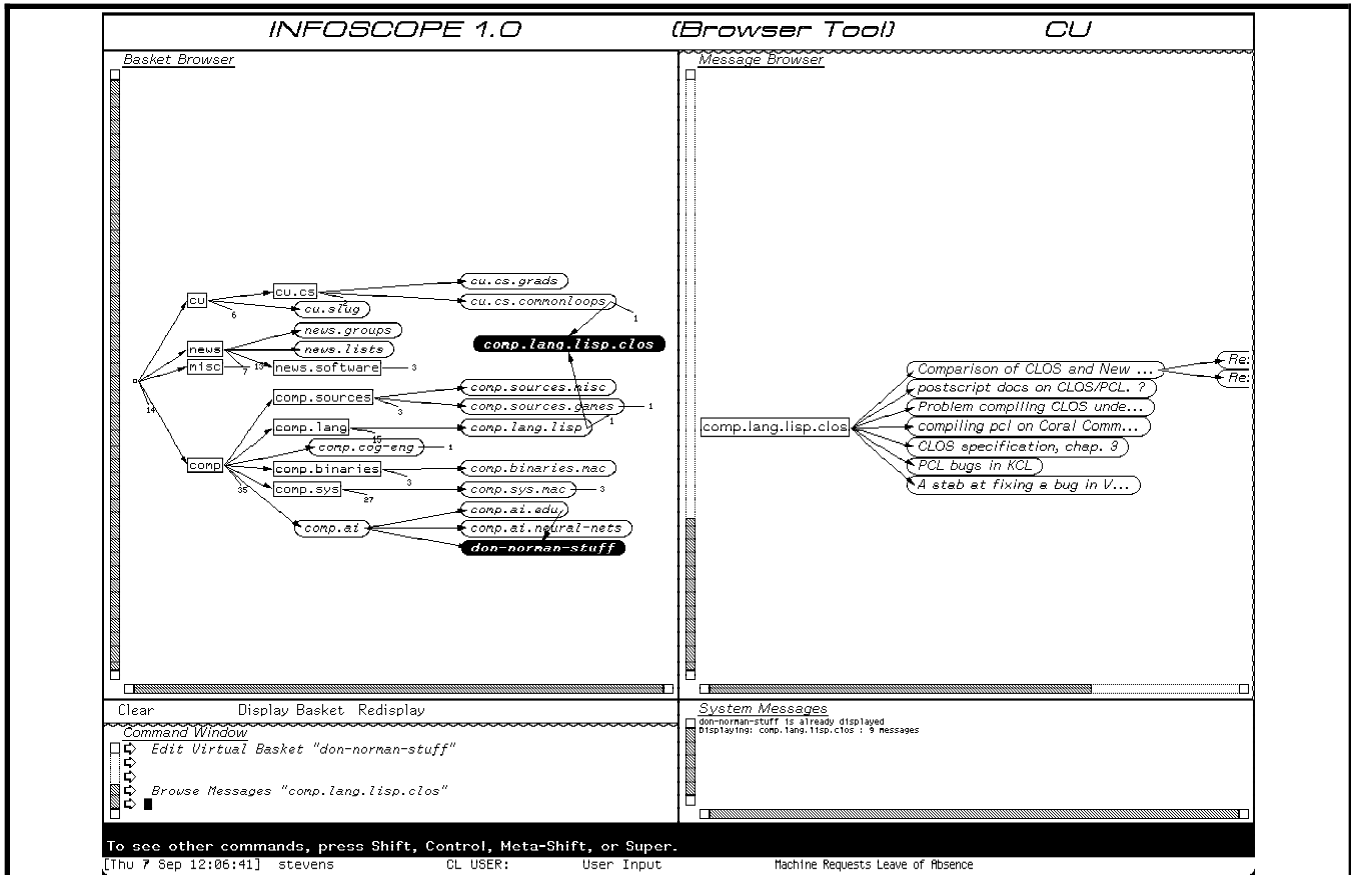 INFOSCOPE 1.0 (Browser Tool) CU
Basket Browser
cu.cs.grads
cu.cs
cu
2
cu.cs.commonloops
cu.slug
6
1
news.groups
comp.lang.lisp.clos
news
news.lists
misc
7
13
news.software
3
comp.sources.misc
comp.sources
14
3
comp.sources.games
1
1
comp.lang
comp.lang.lisp
15
comp.cog-eng
1
comp
comp.binaries
comp.binaries.mac
3
35
comp.sys
comp.sys.mac
3
27
comp.ai.edu
comp.ai
comp.ai.neural-nets
don-norman-stuff
Message Browser
Re:
Comparison of CLOS and New ...
Re:
postscript docs on CLOS/PCL. ?
Problem compiling CLOS unde...
comp.lang.lisp.clos
compiling pcl on Coral Comm...
CLOS specification, chap. 3
PCL bugs in KCL
A stab at fixing a bug in V...
Clear Display Basket Redisplay
Command Window
Edit Virtual Basket "don-norman-stuff"
Browse Messages "comp.lang.lisp.clos"
System Messages
don-norman-stuff is already displayed
Displaying: comp.lang.lisp.clos : 9 messages
To see other commands, press Shift, Control, Meta-Shift, or Super.
[Thu 7 Sep 12:06:41] stevens CL USER: User Input Machine Requests Leave of Absence